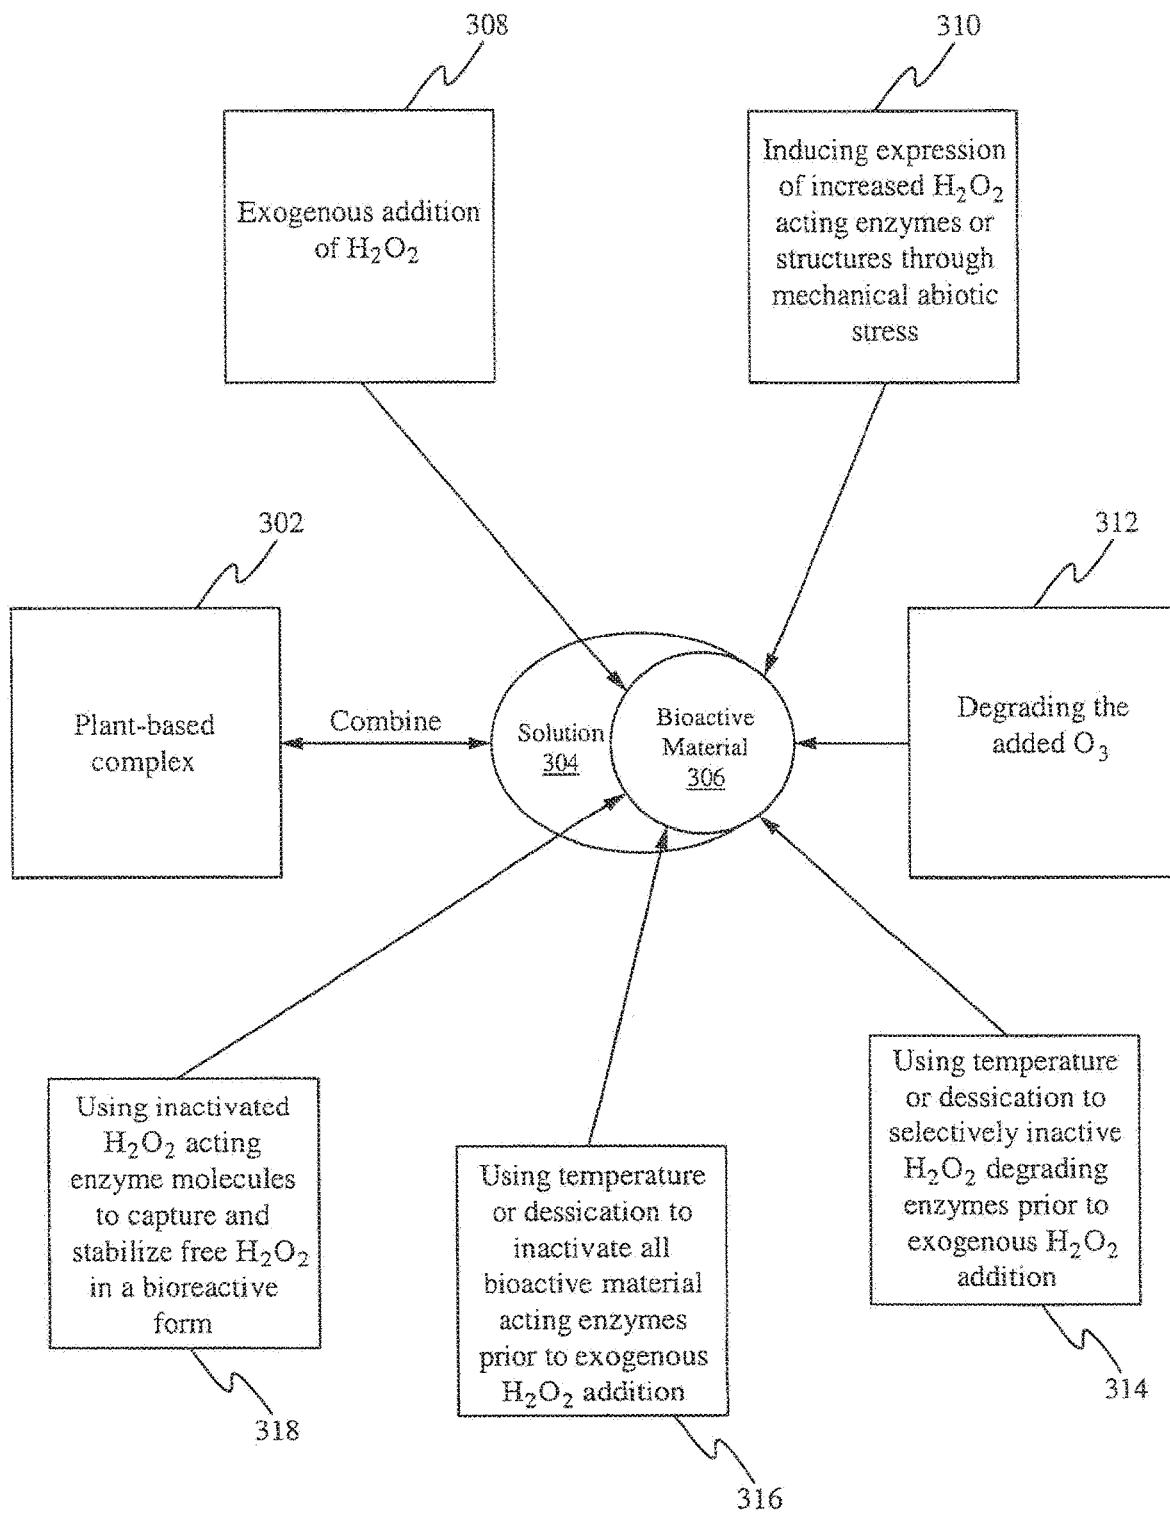 308
310
Exogenous addition
of H₂O₂
Inducing expression
of increased H₂O₂
acting enzymes or
structures through
mechanical abiotic
stress
302
312
Plant-based
complex
Combine
Solution
304
Bioactive
Material
306
Degrading the
added O₃
Using inactivated
H₂O₂ acting
enzyme molecules
to capture and
stabilize free H₂O₂
in a bioreactive
form
Using temperature
or dessication to
inactivate all
bioactive material
acting enzymes
prior to exogenous
H₂O₂ addition
Using temperature
or dessication to
selectively inactive
H₂O₂ degrading
enzymes prior to
exogenous H₂O₂
addition
318
316
314